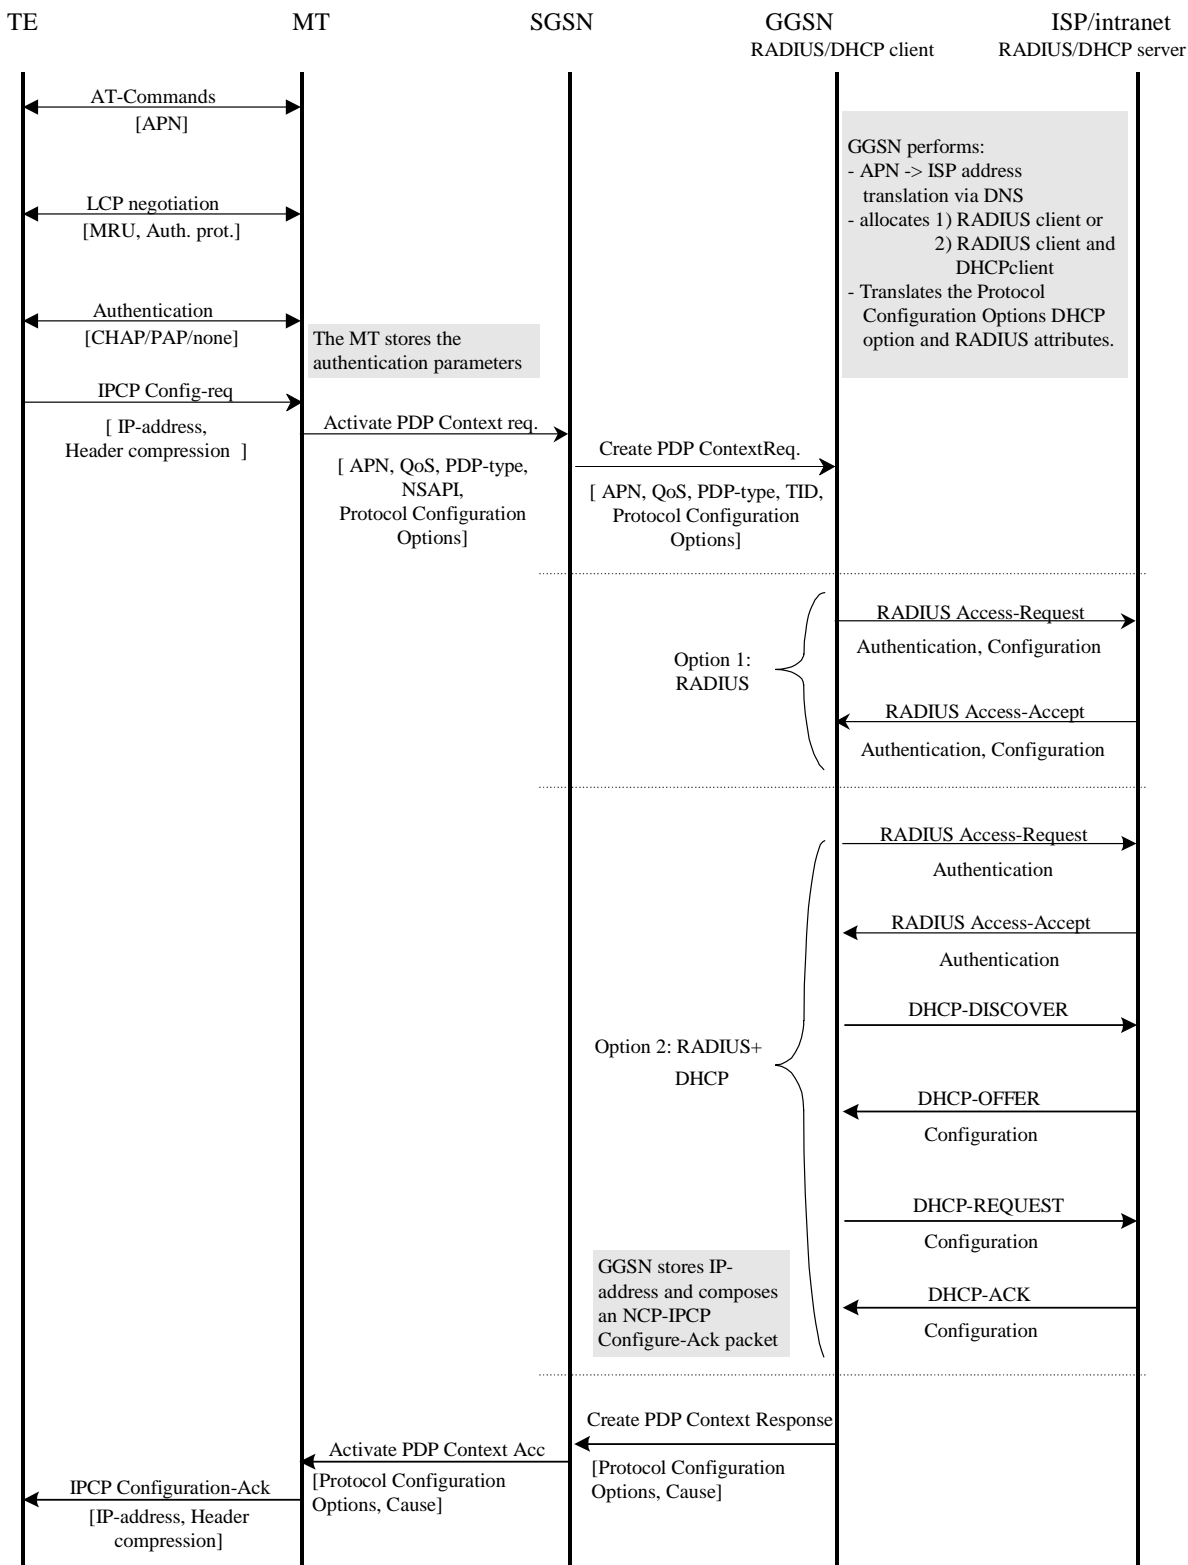 TE
MT
SGSN
GGSN
ISP/intranet
RADIUS/DHCP client
RADIUS/DHCP server
AT-Commands
[APN]
GGSN performs:
- APN -> ISP address
translation via DNS
- allocates 1) RADIUS client or
2) RADIUS client and
DHCPclient
- Translates the Protocol
Configuration Options DHCP
option and RADIUS attributes.
LCP negotiation
[MRU, Auth. prot.]
Authentication
[CHAP/PAP/none]
The MT stores the
authentication parameters
IPCP Config-req
[ IP-address,
Header compression ]
Activate PDP Context req.
[ APN, QoS, PDP-type,
NSAPI,
Protocol Configuration
Options]
Create PDP ContextReq.
[ APN, QoS, PDP-type, TID,
Protocol Configuration
Options]
Option 1:
RADIUS
RADIUS Access-Request
Authentication, Configuration
RADIUS Access-Accept
Authentication, Configuration
Option 2: RADIUS+
DHCP
RADIUS Access-Request
Authentication
RADIUS Access-Accept
Authentication
DHCP-DISCOVER
DHCP-OFFER
Configuration
DHCP-REQUEST
Configuration
DHCP-ACK
Configuration
GGSN stores IP-
address and composes
an NCP-IPCP
Configure-Ack packet
Create PDP Context Response
[Protocol Configuration
Options, Cause]
Activate PDP Context Acc
[Protocol Configuration
Options, Cause]
IPCP Configuration-Ack
[IP-address, Header
compression]